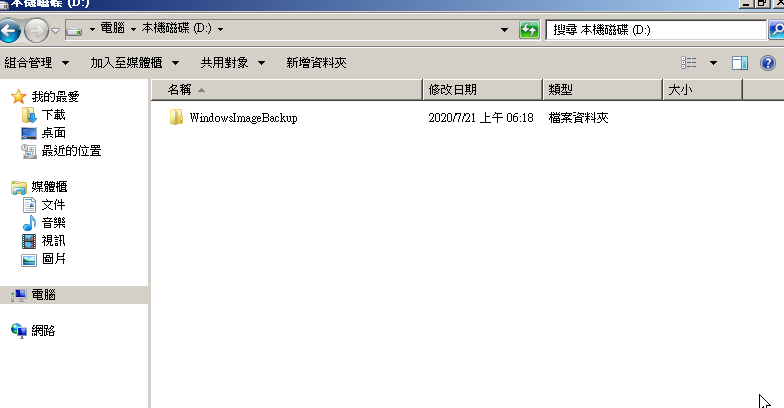 本機磁碟 (D:)
電腦 本機磁碟 (D:)
搜尋 本機磁碟 (D:)
組合管理 加入至媒體櫃 共用對象 新增資料夾
名稱 修改日期 類型 大小
WindowsImageBackup 2020/7/21 上午 06:18 檔案資料夾
我的最愛
下載
桌面
最近的位置
媒體櫃
文件
音樂
視訊
圖片
電腦
網路